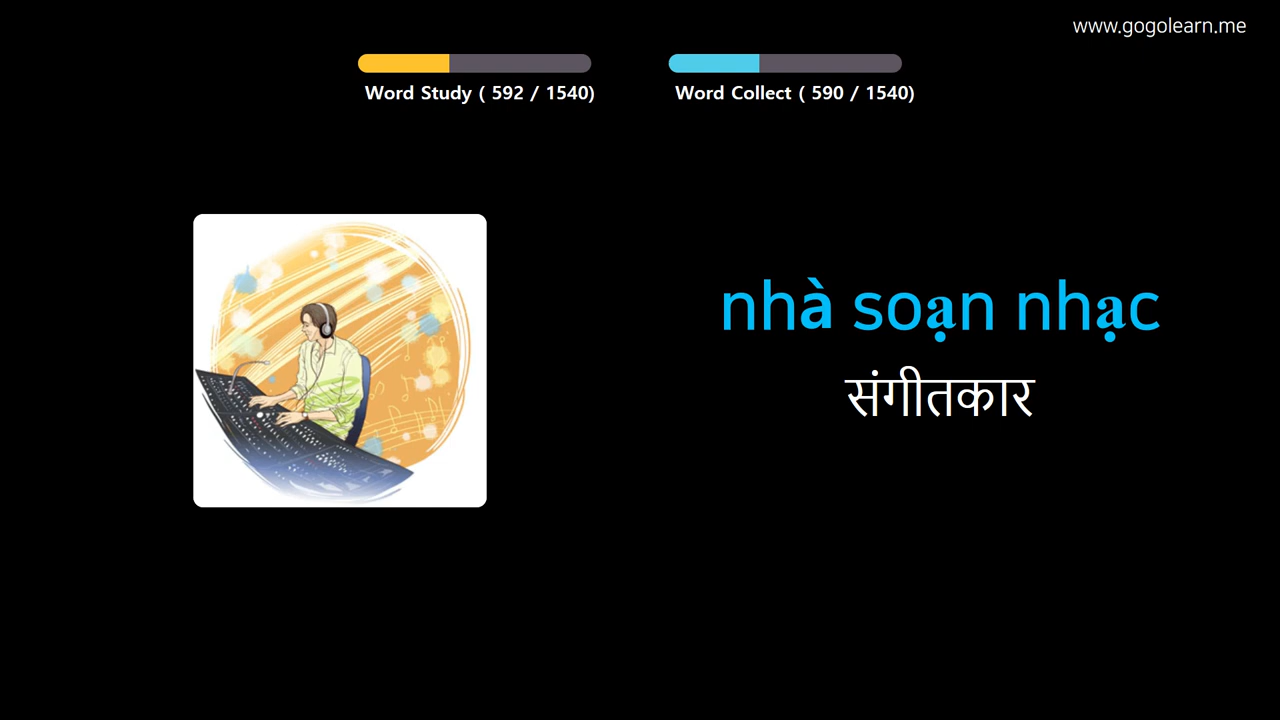 www.gogolearn.me
Word Study ( 592 / 1540)
Word Collect ( 590 / 1540)
nhà soạn nhạc
संगीतकार